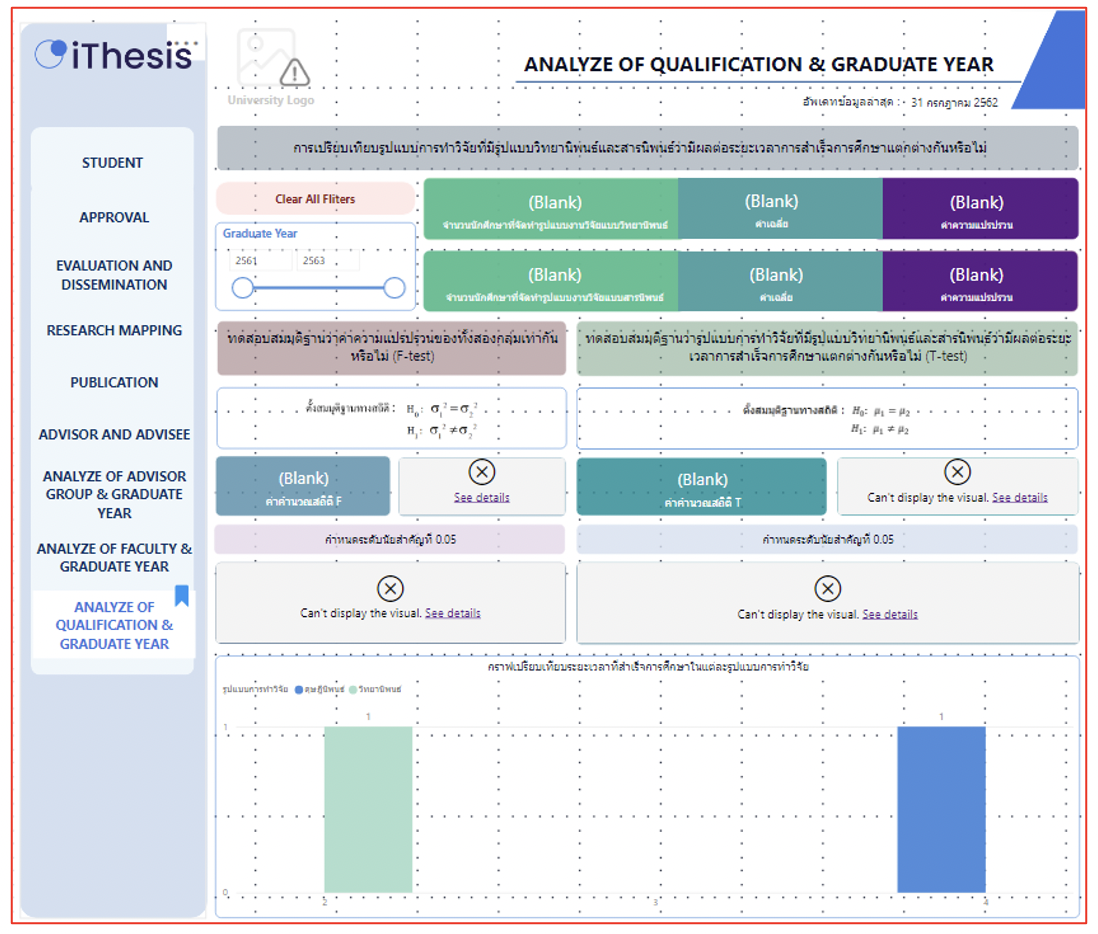 iThesis
University Logo
ANALYZE OF QUALIFICATION & GRADUATE YEAR
อัพเดทข้อมูลล่าสุด : 31 กรกฎาคม 2562
STUDENT
APPROVAL
EVALUATION AND
DISSEMINATION
RESEARCH MAPPING
PUBLICATION
ADVISOR AND ADVISEE
ANALYZE OF ADVISOR
GROUP & GRADUATE
YEAR
ANALYZE OF FACULTY &
GRADUATE YEAR
ANALYZE OF
QUALIFICATION &
GRADUATE YEAR
การเปรียบเทียบรูปแบบการทำวิจัยที่มีรูปแบบวิทยานิพนธ์และสารนิพนธ์ว่ามีผลต่อระยะเวลาการสำเร็จการศึกษาแตกต่างกันหรือไม่
Clear All Fliters
Graduate Year
2561 2563
(Blank)
จำนวนนักศึกษาที่จัดทำรูปแบบงานวิจัยแบบวิทยานิพนธ์
(Blank)
ค่าเฉลี่ย
(Blank)
ค่าความแปรปรวน
(Blank)
จำนวนนักศึกษาที่จัดทำรูปแบบงานวิจัยแบบสารนิพนธ์
(Blank)
ค่าเฉลี่ย
(Blank)
ค่าความแปรปรวน
ทดสอบสมมุติฐานว่าค่าความแปรปรวนของทั้งสองกลุ่มเท่ากัน
หรือไม่ (F-test)
ทดสอบสมมุติฐานว่ารูปแบบการทำวิจัยที่มีรูปแบบวิทยานิพนธ์และสารนิพนธ์ว่ามีผลต่อระยะ
เวลาการสำเร็จการศึกษาแตกต่างกันหรือไม่ (T-test)
ตั้งสมมุติฐานทางสถิติ : H₀: σ₁² = σ₂²
H₁: σ₁² ≠ σ₂²
ตั้งสมมุติฐานทางสถิติ : H₀: μ₁ = μ₂
H₁: μ₁ ≠ μ₂
(Blank)
ค่าคำนวณสถิติ F
See details
(Blank)
ค่าคำนวณสถิติ T
Can't display the visual. See details
กำหนดระดับนัยสำคัญที่ 0.05
กำหนดระดับนัยสำคัญที่ 0.05
Can't display the visual. See details
Can't display the visual. See details
กราฟเปรียบเทียบระยะเวลาที่สำเร็จการศึกษาในแต่ละรูปแบบการทำวิจัย
รูปแบบการทำวิจัย ดุษฎีนิพนธ์ วิทยานิพนธ์
1 1
1
0
2 3 4